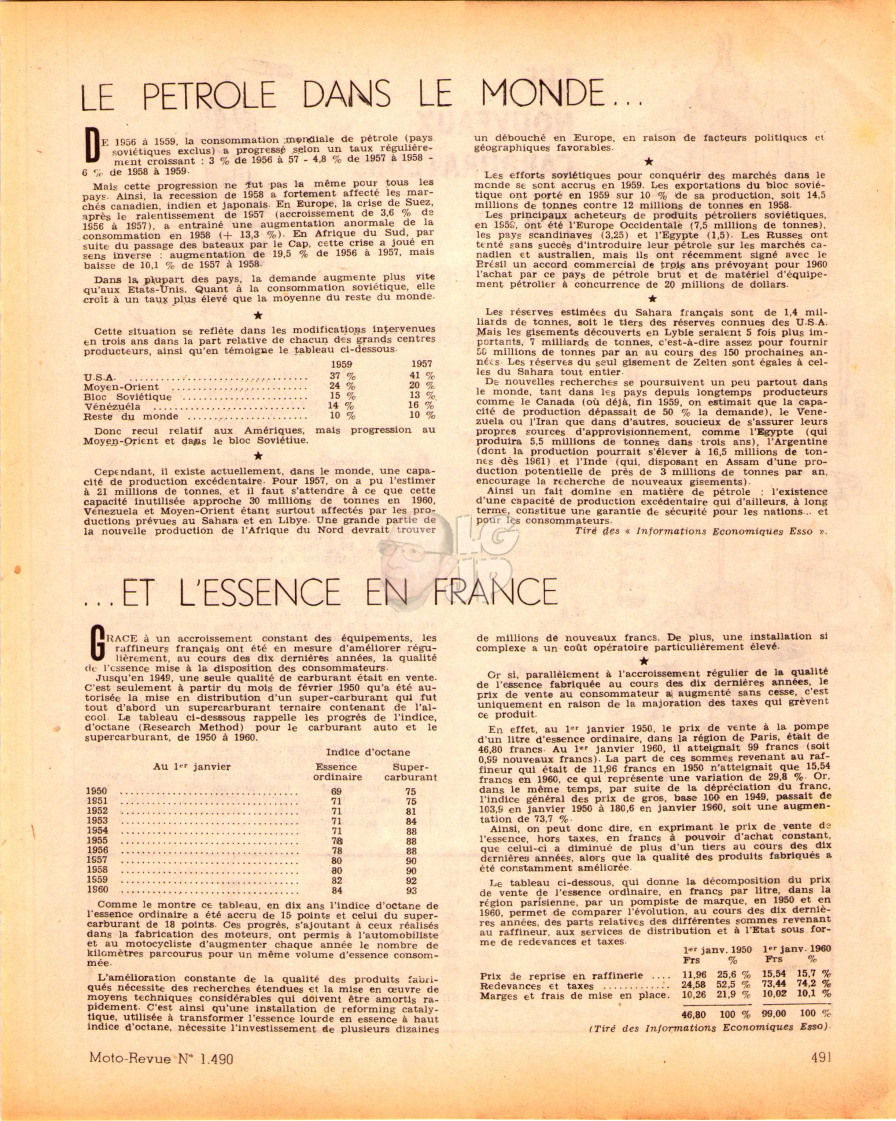 LE PETROLE DANS LE MONDE...
DE 1956 à 1959, la consommation mondiale de pétrole (pays
soviétiques exclus) a progressé selon un taux régulière-
ment croissant : 3 % de 1956 à 57 - 4,8 % de 1957 à 1958 -
6 % de 1958 à 1959.
Mais cette progression ne fut pas la même pour tous les
pays. Ainsi, la recession de 1958 a fortement affecté les mar-
chés canadien, indien et japonais. En Europe, la crise de Suez,
après le ralentissement de 1957 (accroissement de 3,6 % de
1956 à 1957), a entraîné une augmentation anormale de la
consommation en 1958 (+ 13,3 %). En Afrique du Sud, par
suite du passage des bateaux par le Cap, cette crise a joué en
sens inverse : augmentation de 19,5 % de 1956 à 1957, mais
baisse de 10,1 % de 1957 à 1958.
Dans la plupart des pays, la demande augmente plus vite
qu'aux Etats-Unis. Quant à la consommation soviétique, elle
croît à un taux plus élevé que la moyenne du reste du monde.
★
Cette situation se reflète dans les modifications intervenues
en trois ans dans la part relative de chacun des grands centres
producteurs, ainsi qu'en témoigne le tableau ci-dessous.
1959 1957
U.S.A. .............................. 37 % 41 %
Moyen-Orient ...................... 24 % 20 %
Bloc Soviétique .................... 15 % 13 %
Vénézuéla .......................... 14 % 16 %
Reste du monde .................... 10 % 10 %
Donc recul relatif aux Amériques, mais progression au
Moyen-Orient et dans le bloc Soviétiue.
★
Cependant, il existe actuellement, dans le monde, une capa-
cité de production excédentaire. Pour 1957, on a pu l'estimer
à 21 millions de tonnes, et il faut s'attendre à ce que cette
capacité inutilisée approche 30 millions de tonnes en 1960,
Vénezuela et Moyen-Orient étant surtout affectés par les pro-
ductions prévues au Sahara et en Libye. Une grande partie de
la nouvelle production de l'Afrique du Nord devrait trouver
un débouché en Europe, en raison de facteurs politiques et
géographiques favorables.
★
Les efforts soviétiques pour conquérir des marchés dans le
monde se sont accrus en 1959. Les exportations du bloc sovié-
tique ont porté en 1959 sur 10 % de sa production, soit 14,5
millions de tonnes contre 12 millions de tonnes en 1958.
Les principaux acheteurs de produits pétroliers soviétiques,
en 1959, ont été l'Europe Occidentale (7,5 millions de tonnes),
les pays scandinaves (3,25) et l'Egypte (1,5). Les Russes ont
tenté sans succès d'introduire leur pétrole sur les marchés ca-
nadien et australien, mais ils ont récemment signé avec le
Brésil un accord commercial de trois ans prévoyant pour 1960
l'achat par ce pays de pétrole brut et de matériel d'équipe-
ment pétrolier à concurrence de 20 millions de dollars.
★
Les réserves estimées du Sahara français sont de 1,4 mil-
liards de tonnes, soit le tiers des réserves connues des U.S.A.
Mais les gisements découverts en Lybie seraient 5 fois plus im-
portants, 7 milliards de tonnes, c'est-à-dire assez pour fournir
50 millions de tonnes par an au cours des 150 prochaines an-
nées. Les réserves du seul gisement de Zelten sont égales à cel-
les du Sahara tout entier.
De nouvelles recherches se poursuivent un peu partout dans
le monde, tant dans les pays depuis longtemps producteurs
comme le Canada (où déjà, fin 1959, on estimait que la capa-
cité de production dépassait de 50 % la demande), le Vene-
zuela ou l'Iran que dans d'autres, soucieux de s'assurer leurs
propres sources d'approvisionnement, comme l'Egypte (qui
produira 5,5 millions de tonnes dans trois ans), l'Argentine
(dont la production pourrait s'élever à 16,5 millions de ton-
nes dès 1961) et l'Inde (qui, disposant en Assam d'une pro-
duction potentielle de près de 3 millions de tonnes par an,
encourage la recherche de nouveaux gisements).
Ainsi un fait domine en matière de pétrole : l'existence
d'une capacité de production excédentaire qui d'ailleurs, à long
terme, constitue une garantie de sécurité pour les nations... et
pour les consommateurs.
Tiré des « Informations Economiques Esso ».
LG
JP
...ET L'ESSENCE EN FRANCE
GRACE à un accroissement constant des équipements, les
raffineurs français ont été en mesure d'améliorer régu-
lièrement, au cours des dix dernières années, la qualité
de l'essence mise à la disposition des consommateurs.
Jusqu'en 1949, une seule qualité de carburant était en vente.
C'est seulement à partir du mois de février 1950 qu'a été au-
torisée la mise en distribution d'un super-carburant qui fut
tout d'abord un supercarburant ternaire contenant de l'al-
cool. Le tableau ci-desssous rappelle les progrès de l'indice,
d'octane (Research Method) pour le carburant auto et le
supercarburant, de 1950 à 1960.
Indice d'octane
Au 1er janvier Essence Super-
ordinaire carburant
1950 .................................... 69 75
1951 .................................... 71 75
1952 .................................... 71 81
1953 .................................... 71 84
1954 .................................... 71 88
1955 .................................... 78 88
1956 .................................... 78 88
1957 .................................... 80 90
1958 .................................... 80 90
1959 .................................... 82 92
1960 .................................... 84 93
Comme le montre ce tableau, en dix ans l'indice d'octane de
l'essence ordinaire a été accru de 15 points et celui du super-
carburant de 18 points. Ces progrès, s'ajoutant à ceux réalisés
dans la fabrication des moteurs, ont permis à l'automobiliste
et au motocycliste d'augmenter chaque année le nombre de
kilomètres parcourus pour un même volume d'essence consom-
mée.
L'amélioration constante de la qualité des produits fabri-
qués nécessite des recherches étendues et la mise en œuvre de
moyens techniques considérables qui doivent être amortis ra-
pidement. C'est ainsi qu'une installation de reforming cataly-
tique, utilisée à transformer l'essence lourde en essence à haut
indice d'octane, nécessite l'investissement de plusieurs dizaines
de millions de nouveaux francs. De plus, une installation si
complexe a un coût opératoire particulièrement élevé.
★
Or si, parallèlement à l'accroissement régulier de la qualité
de l'essence fabriquée au cours des dix dernières années, le
prix de vente au consommateur a augmenté sans cesse, c'est
uniquement en raison de la majoration des taxes qui grèvent
ce produit.
En effet, au 1er janvier 1950, le prix de vente à la pompe
d'un litre d'essence ordinaire, dans la région de Paris, était de
46,80 francs. Au 1er janvier 1960, il atteignait 99 francs (soit
0,99 nouveaux francs). La part de ces sommes revenant au raf-
fineur qui était de 11,96 francs en 1950 n'atteignait que 15,54
francs en 1960, ce qui représente une variation de 29,8 %. Or,
dans le même temps, par suite de la dépréciation du franc,
l'indice général des prix de gros, base 100 en 1949, passait de
103,9 en janvier 1950 à 180,6 en janvier 1960, soit une augmen-
tation de 73,7 %.
Ainsi, on peut donc dire, en exprimant le prix de vente de
l'essence, hors taxes, en francs à pouvoir d'achat constant,
que celui-ci a diminué de plus d'un tiers au cours des dix
dernières années, alors que la qualité des produits fabriqués a
été constamment améliorée.
Le tableau ci-dessous, qui donne la décomposition du prix
de vente de l'essence ordinaire, en francs par litre, dans la
région parisienne, par un pompiste de marque, en 1950 et en
1960, permet de comparer l'évolution, au cours des dix derniè-
res années, des parts relatives des différentes sommes revenant
au raffineur, aux services de distribution et à l'Etat sous for-
me de redevances et taxes.
1er janv. 1950 1er janv. 1960
Frs % Frs %
Prix de reprise en raffinerie .... 11,96 25,6 % 15,54 15,7 %
Redevances et taxes ............ 24,58 52,5 % 73,44 74,2 %
Marges et frais de mise en place. 10,26 21,9 % 10,02 10,1 %
46,80 100 % 99,00 100 %
(Tiré des Informations Economiques Esso).
Moto-Revue N° 1.490 491